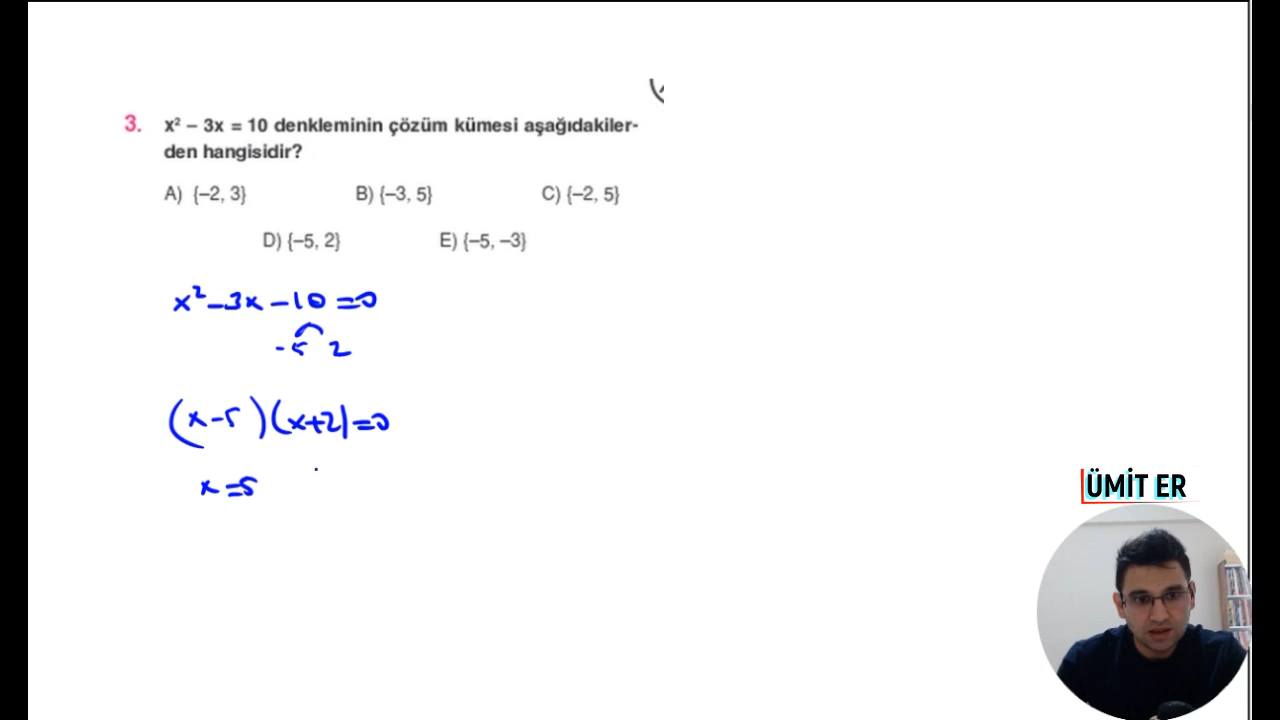 3. x² – 3x = 10 denkleminin çözüm kümesi aşağıdakiler-
den hangisidir?
A) {–2, 3} B) {–3, 5} C) {–2, 5}
D) {–5, 2} E) {–5, –3}
x² – 3x – 10 = 0
-5 2
(x-5)(x+2)=0
x=5
ÜMİT ER